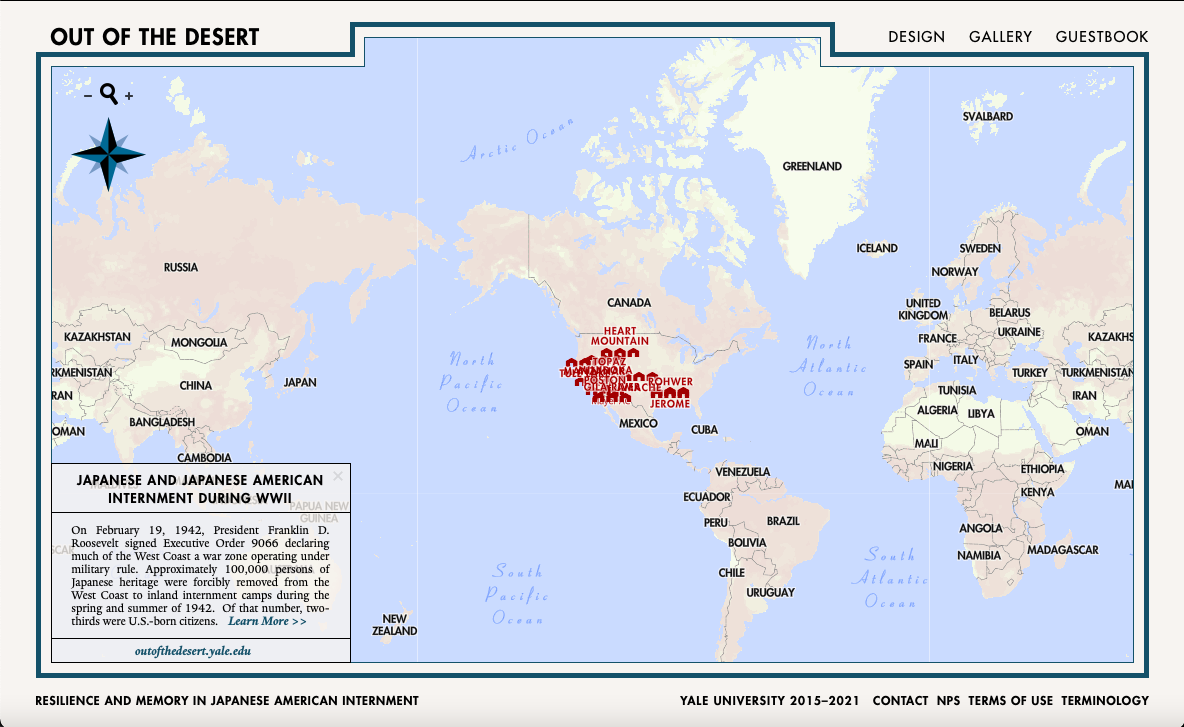 OUT OF THE DESERT
DESIGN GALLERY GUESTBOOK
− +
Arctic Ocean
SVALBARD
GREENLAND
ICELAND
SWEDEN
NORWAY
RUSSIA
CANADA
UNITED
KINGDOM
BELARUS
UKRAINE
FRANCE
KAZAKHSTAN
MONGOLIA
KAZAKHS
HEART
MOUNTAIN
North
Pacific
Ocean
North
Atlantic
Ocean
ITALY
SPAIN
TURKEY
TURKMENISTAN
RKMENISTAN
CHINA
JAPAN
TOPAZ
POSTON
ROHWER
JEROME
TUNISIA
IRAN
RAN
ALGERIA
LIBYA
BANGLADESH
MEXICO
CUBA
OMAN
OMAN
MALI
CAMBODIA
NIGERIA
ETHIOPIA
VENEZUELA
KENYA
MAL
ECUADOR
PERU
BRAZIL
ANGOLA
BOLIVIA
NAMIBIA
MADAGASCAR
CHILE
URUGUAY
South
Pacific
Ocean
South
Atlantic
Ocean
NEW
ZEALAND
PAPUA NEW
GUINEA
JAPANESE AND JAPANESE AMERICAN ×
INTERNMENT DURING WWII
On February 19, 1942, President Franklin D.
Roosevelt signed Executive Order 9066 declaring
much of the West Coast a war zone operating under
military rule. Approximately 100,000 persons of
Japanese heritage were forcibly removed from the
West Coast to inland internment camps during the
spring and summer of 1942. Of that number, two-
thirds were U.S.-born citizens. Learn More >>
outofthedesert.yale.edu
RESILIENCE AND MEMORY IN JAPANESE AMERICAN INTERNMENT
YALE UNIVERSITY 2015–2021 CONTACT NPS TERMS OF USE TERMINOLOGY